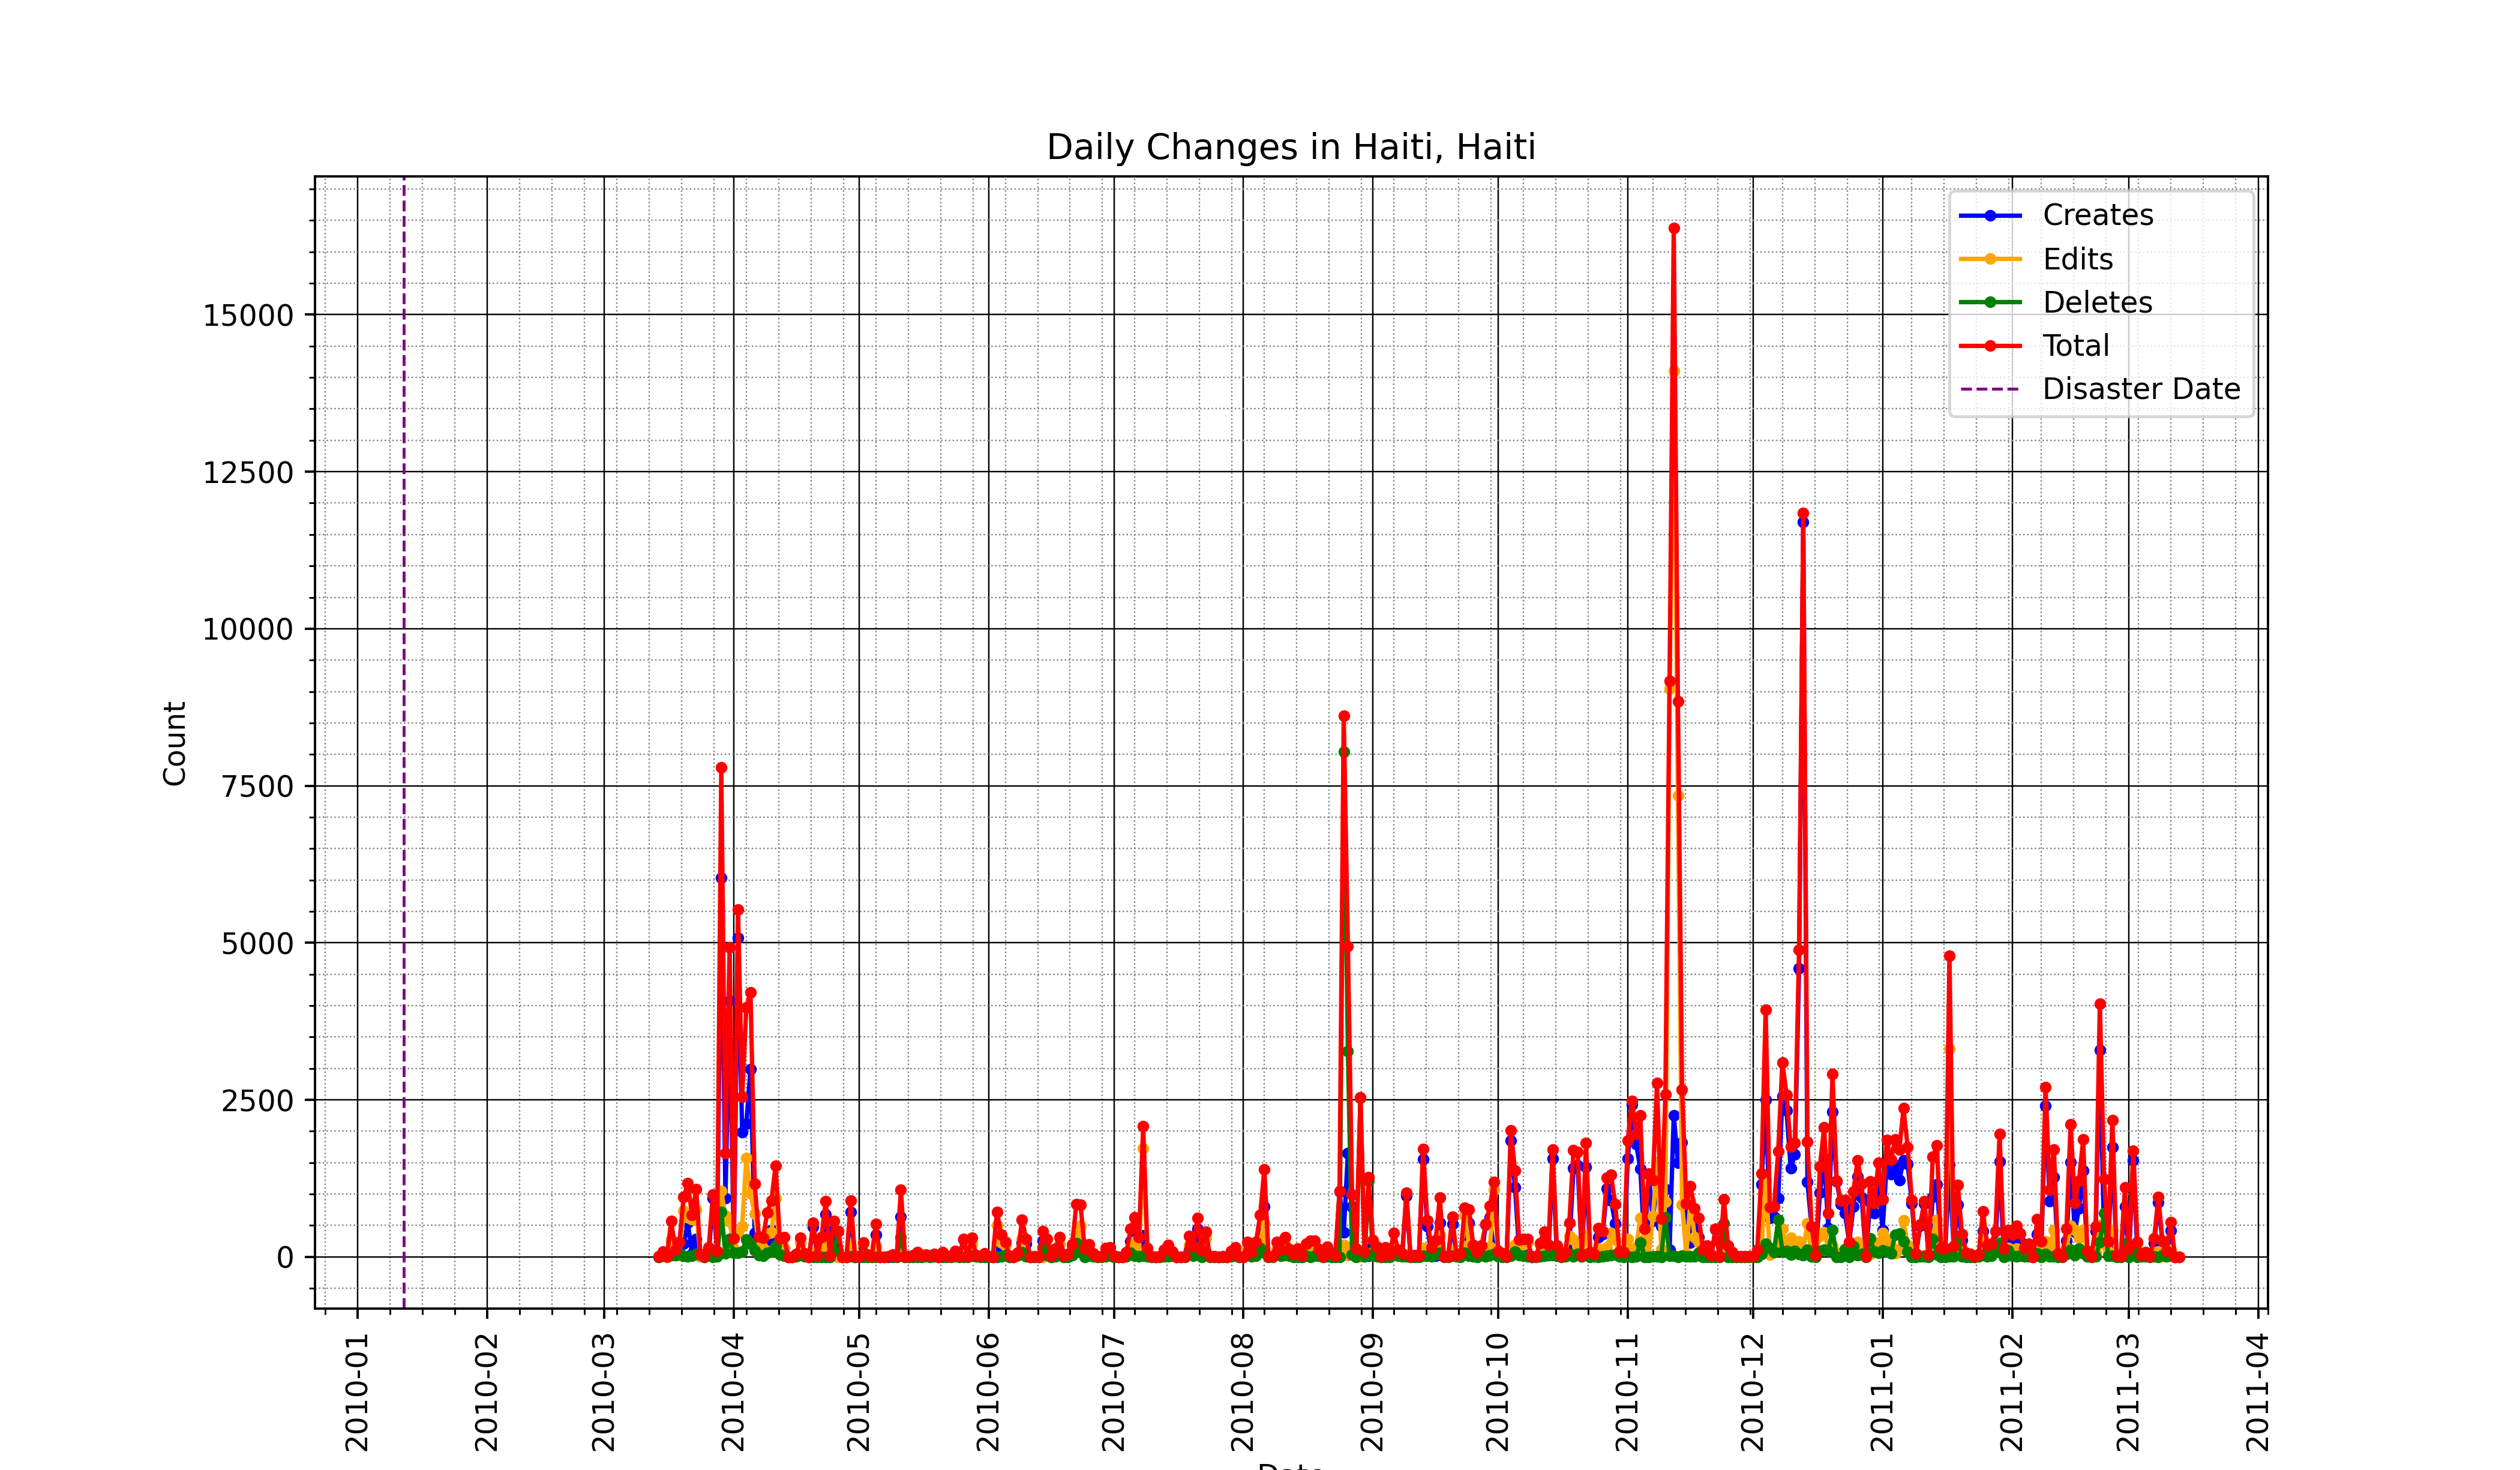 Daily Changes in Haiti, Haiti
Creates
Edits
Deletes
Total
Disaster Date
Count
15000
12500
10000
7500
5000
2500
0
2010-01
2010-02
2010-03
2010-04
2010-05
2010-06
2010-07
2010-08
2010-09
2010-10
2010-11
2010-12
2011-01
2011-02
2011-03
2011-04
Date